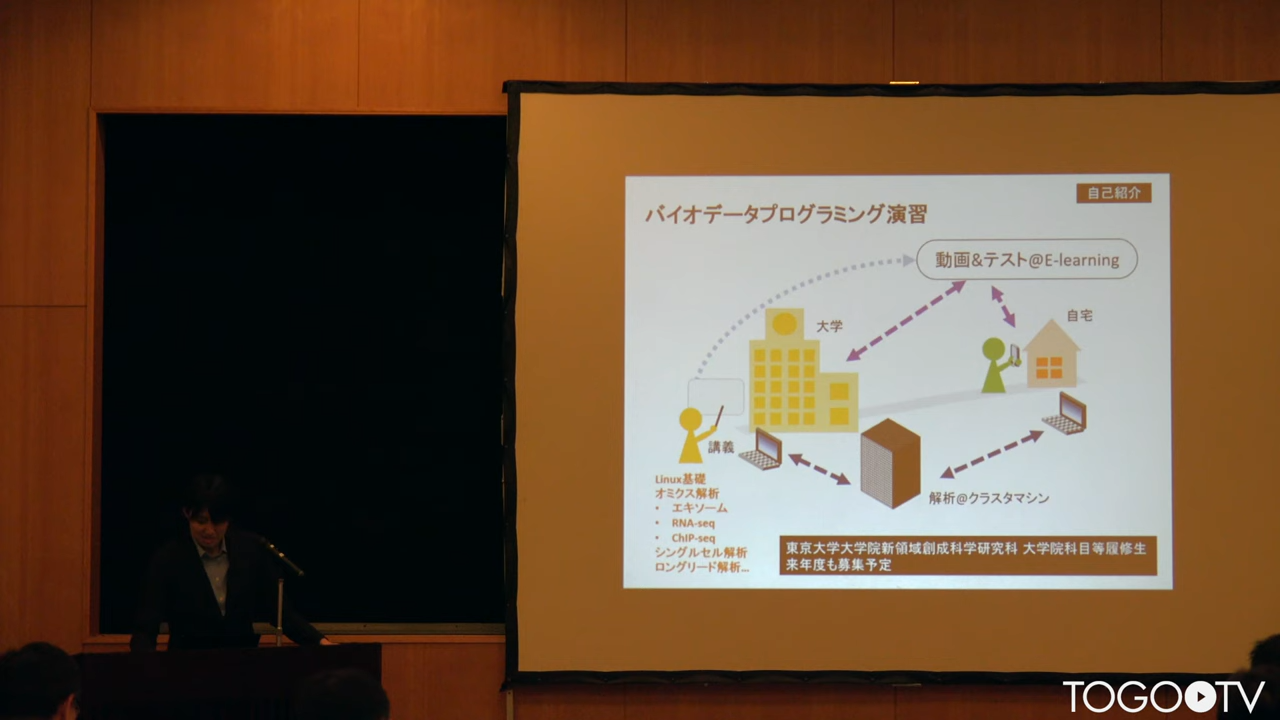 自己紹介
バイオデータプログラミング演習
動画&テスト@E-learning
大学
自宅
講義
Linux基礎
オミクス解析
• エキソーム
• RNA-seq
• ChIP-seq
シングルセル解析
ロングリード解析...
解析@クラスタマシン
東京大学大学院新領域創成科学研究科 大学院科目等履修生
来年度も募集予定
TOGOTV